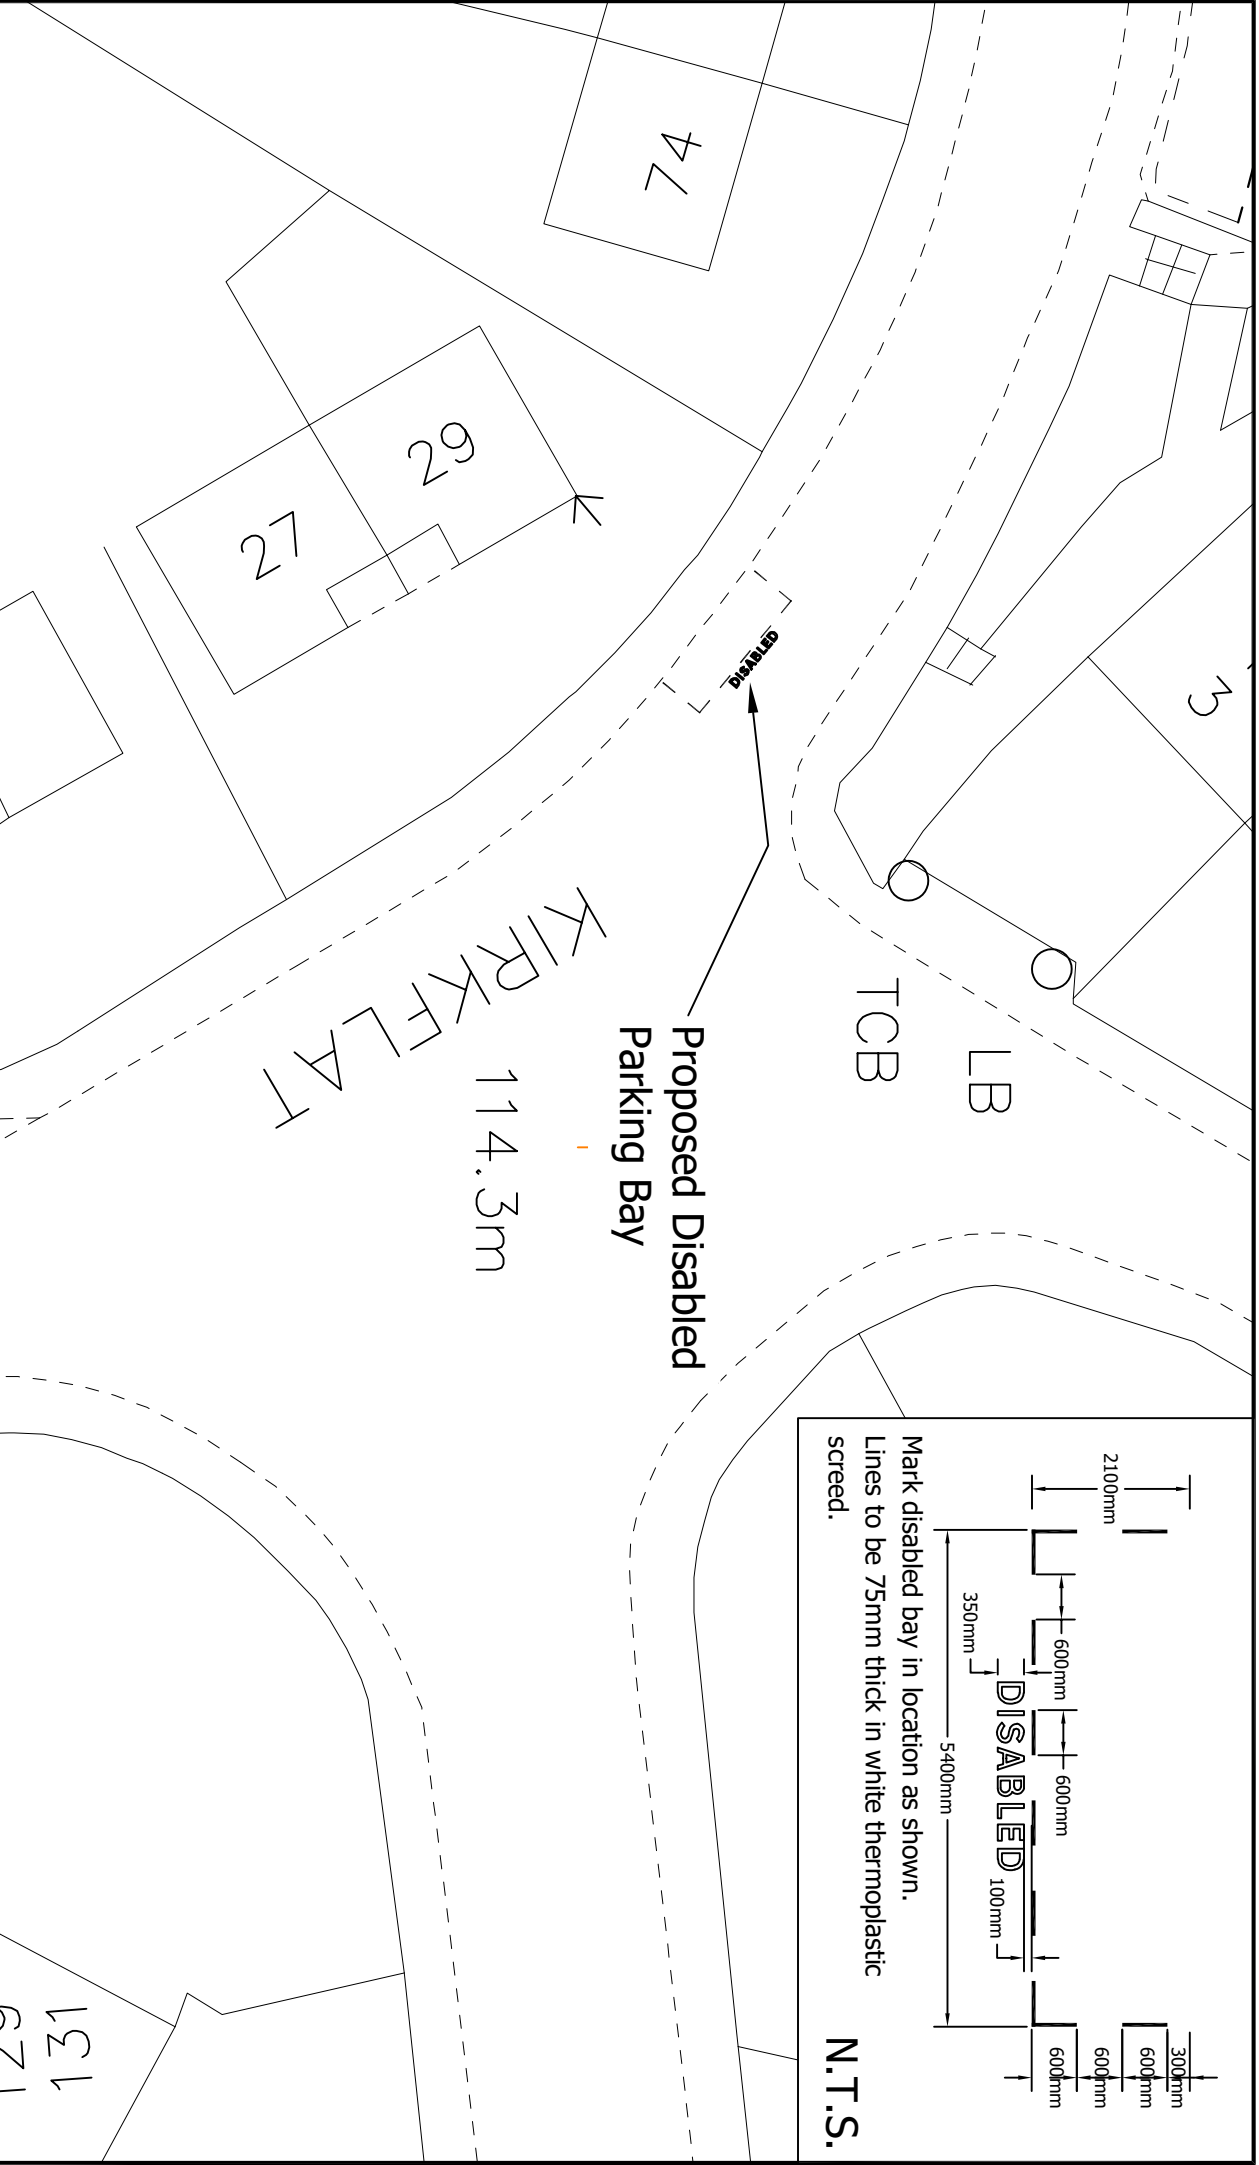 74
29
27
3
DISABLED
KIRKFLAT
114.3m
TCB
LB
Proposed Disabled
Parking Bay
131
129
2100mm
600mm
600mm
350mm
DISABLED
100mm
5400mm
300mm
600mm
600mm
600mm
Mark disabled bay in location as shown.
Lines to be 75mm thick in white thermoplastic
screed.
N.T.S.